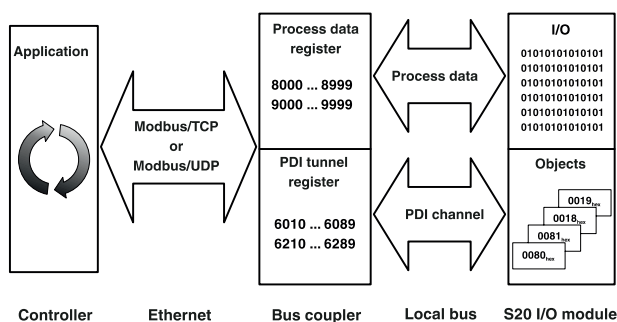 Application
Modbus/TCP
or
Modbus/UDP
Process data
register
8000 ... 8999
9000 ... 9999
PDI tunnel
register
6010 ... 6089
6210 ... 6289
Process data
PDI channel
I/O
01010101010101
01010101010101
01010101010101
01010101010101
01010101010101
01010101010101
Objects
0019hex
0018hex
0081hex
0080hex
Controller Ethernet Bus coupler Local bus S20 I/O module